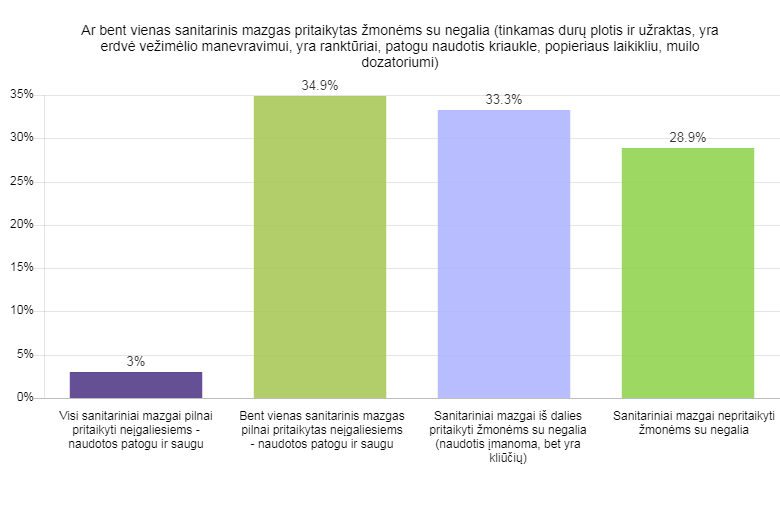 Ar bent vienas sanitarinis mazgas pritaikytas žmonėms su negalia (tinkamas durų plotis ir užraktas, yra
erdvė vežimėlio manevravimui, yra ranktūriai, patogu naudotis kriaukle, popieriaus laikikliu, muilo
dozatoriumi)
35%
30%
25%
20%
15%
10%
5%
0%
3%
34.9%
33.3%
28.9%
Visi sanitariniai mazgai pilnai
pritaikyti neįgaliesiems -
naudotos patogu ir saugu
Bent vienas sanitarinis mazgas
pilnai pritaikytas neįgaliesiems
- naudotos patogu ir saugu
Sanitariniai mazgai iš dalies
pritaikyti žmonėms su negalia
(naudotis įmanoma, bet yra
kliūčių)
Sanitariniai mazgai nepritaikyti
žmonėms su negalia